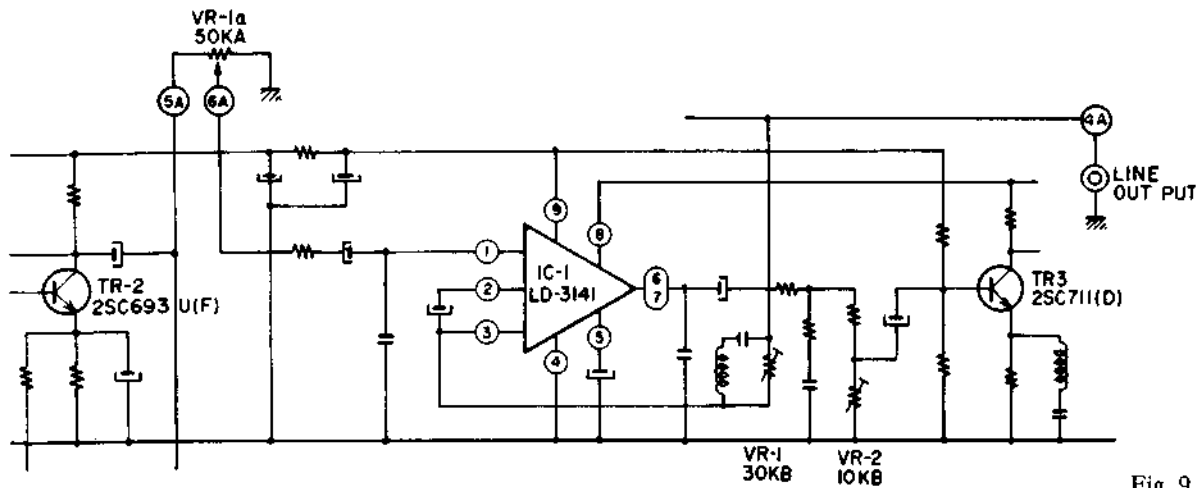 VR-1a
50KA
5A
6A
4A
LINE
OUT PUT
9
8
1
IC-1
LD-3141
6
7
2
3
5
4
TR-2
2SC693 U(F)
TR3
2SC711(D)
VR-1
30KB
VR-2
10KB
Fig. 9